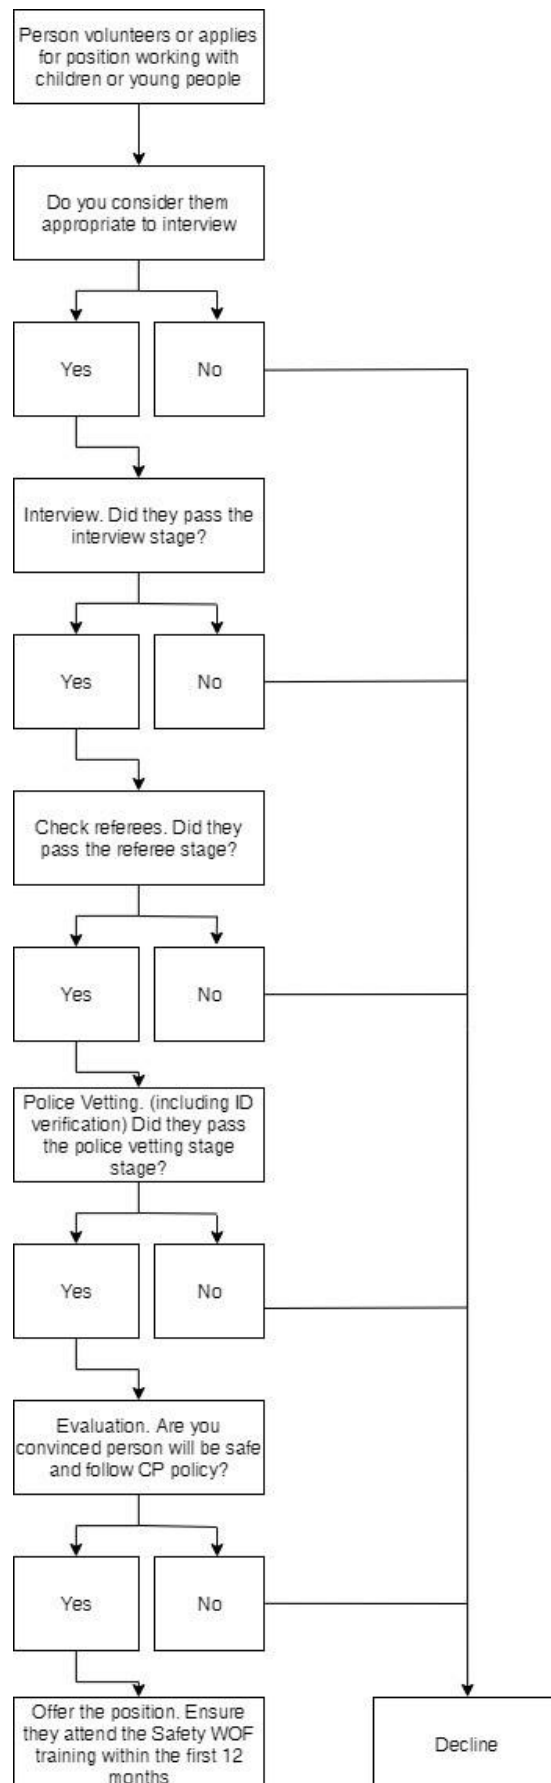 Person volunteers or applies
for position working with
children or young people
Do you consider them
appropriate to interview
Yes
No
Interview. Did they pass the
interview stage?
Yes
No
Check referees. Did they
pass the referee stage?
Yes
No
Police Vetting. (including ID
verification) Did they pass
the police vetting stage
stage?
Yes
No
Evaluation. Are you
convinced person will be safe
and follow CP policy?
Yes
No
Offer the position. Ensure
they attend the Safety WOF
training within the first 12
months
Decline